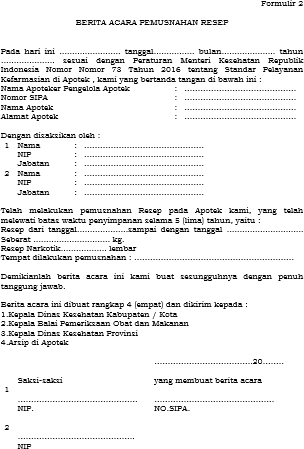 Formulir 2
BERITA ACARA PEMUSNAHAN RESEP
Pada hari ini ........................ tanggal................ bulan..................... tahun
..................... sesuai dengan Peraturan Menteri Kesehatan Republik
Indonesia Nomor Nomor 73 Tahun 2016 tentang Standar Pelayanan
Kefarmasian di Apotek , kami yang bertanda tangan di bawah ini :
Nama Apoteker Pengelola Apotek : ............................................
Nomor SIPA : ............................................
Nama Apotek : ............................................
Alamat Apotek : ............................................
Dengan disaksikan oleh :
1 Nama : ................................................
NIP : ................................................
Jabatan : ................................................
2 Nama : ................................................
NIP : ................................................
Jabatan : ................................................
Telah melakukan pemusnahan Resep pada Apotek kami, yang telah
melewati batas waktu penyimpanan selama 5 (lima) tahun, yaitu :
Resep dari tanggal....................sampai dengan tanggal ..............................
Seberat .............................. kg.
Resep Narkotik.................. lembar
Tempat dilakukan pemusnahan : ................................................................
Demikianlah berita acara ini kami buat sesungguhnya dengan penuh
tanggung jawab.
Berita acara ini dibuat rangkap 4 (empat) dan dikirim kepada :
1.Kepala Dinas Kesehatan Kabupaten / Kota
2.Kepala Balai Pemeriksaan Obat dan Makanan
3.Kepala Dinas Kesehatan Provinsi
4.Arsip di Apotek
.......................................20........
Saksi-saksi yang membuat berita acara
1
................................................ ................................................
NIP. NO.SIPA.
2
................................................
NIP